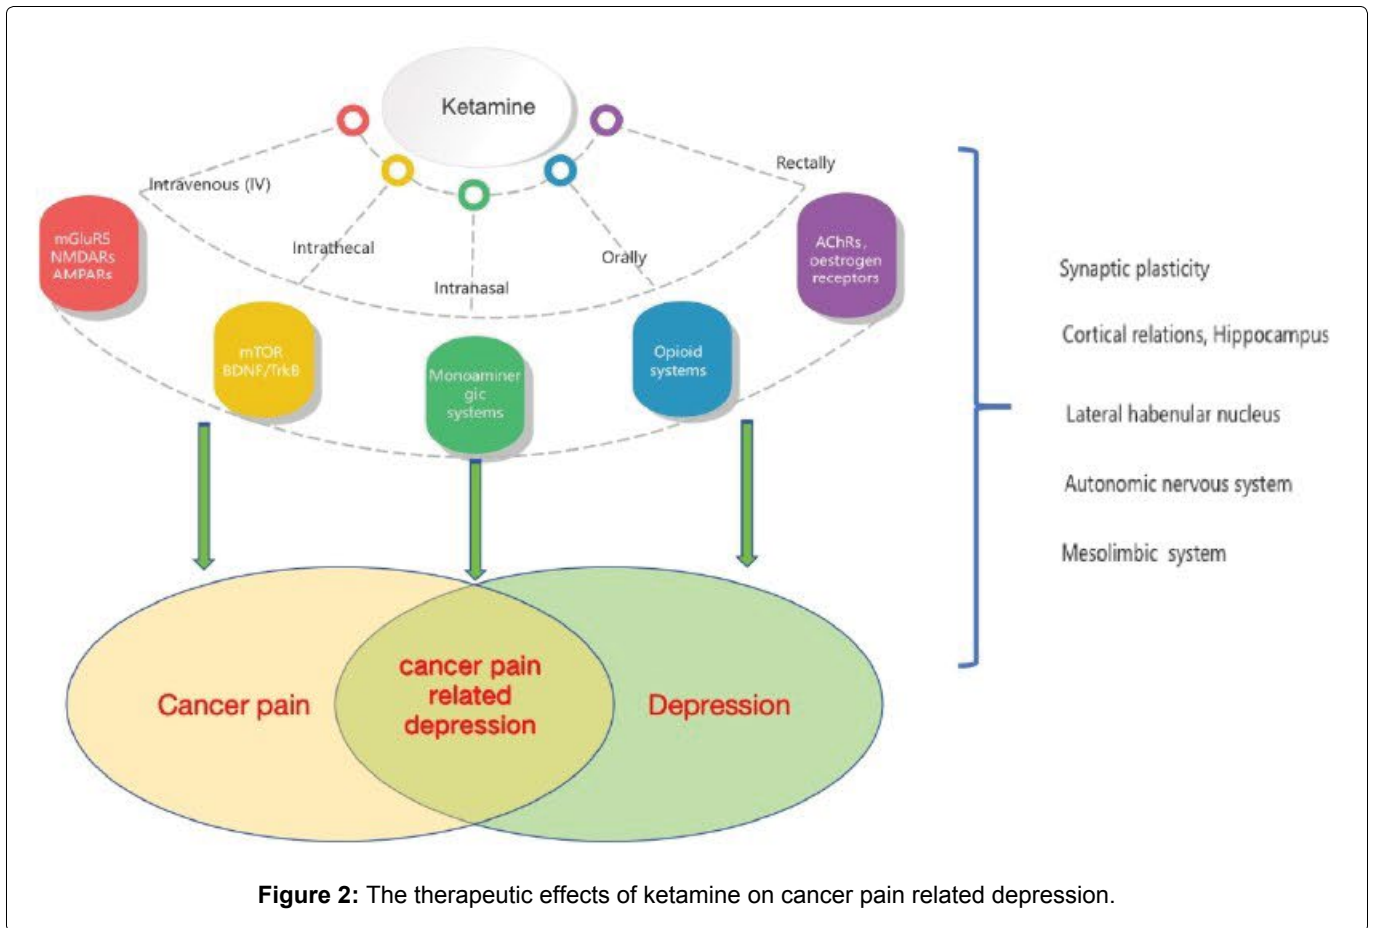 Ketamine
Intravenous (IV)
Intrathecal
Intranasal
Orally
Rectally
mGluR5
NMDARs
AMPARs
mTOR
BDNF/TrkB
Monoaminer
gic
systems
Opioid
systems
AChRs,
oestrogen
receptors
Synaptic plasticity
Cortical relations, Hippocampus
Lateral habenular nucleus
Autonomic nervous system
Mesolimbic system
Cancer pain
cancer pain
related
depression
Depression
Figure 2: The therapeutic effects of ketamine on cancer pain related depression.